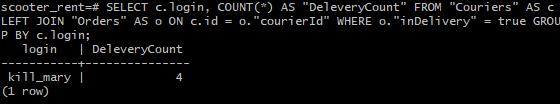 scooter_rent=# SELECT c.login, COUNT(*) AS "DeleveryCount" FROM "Couriers" AS c
LEFT JOIN "Orders" AS o ON c.id = o."courierId" WHERE o."inDelivery" = true GROU
P BY c.login;
   login   | DeleveryCount
-----------+---------------
 kill_mary |             4
(1 row)